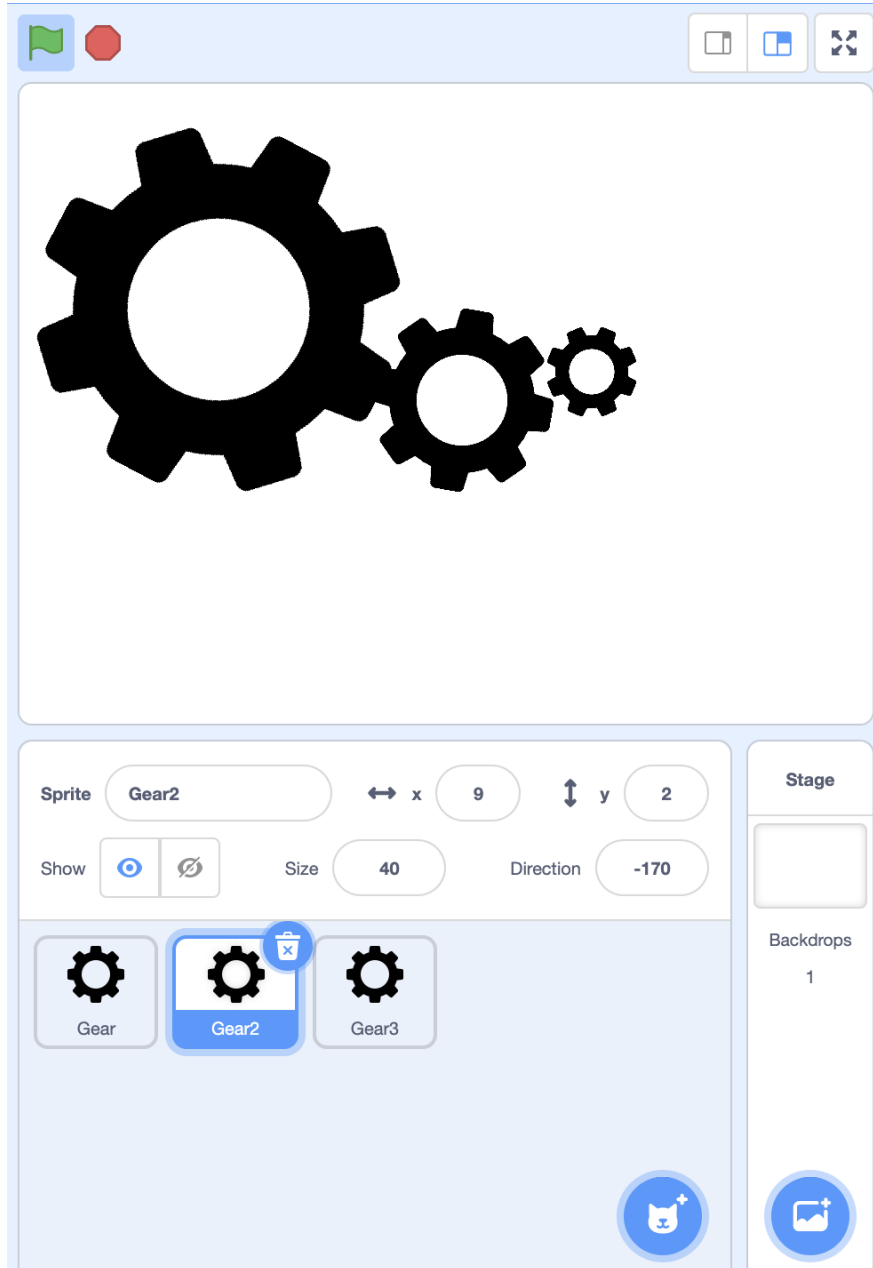 Sprite Gear2 x 9 y 2
Show Size 40 Direction -170
Gear Gear2 Gear3
Stage
Backdrops
1